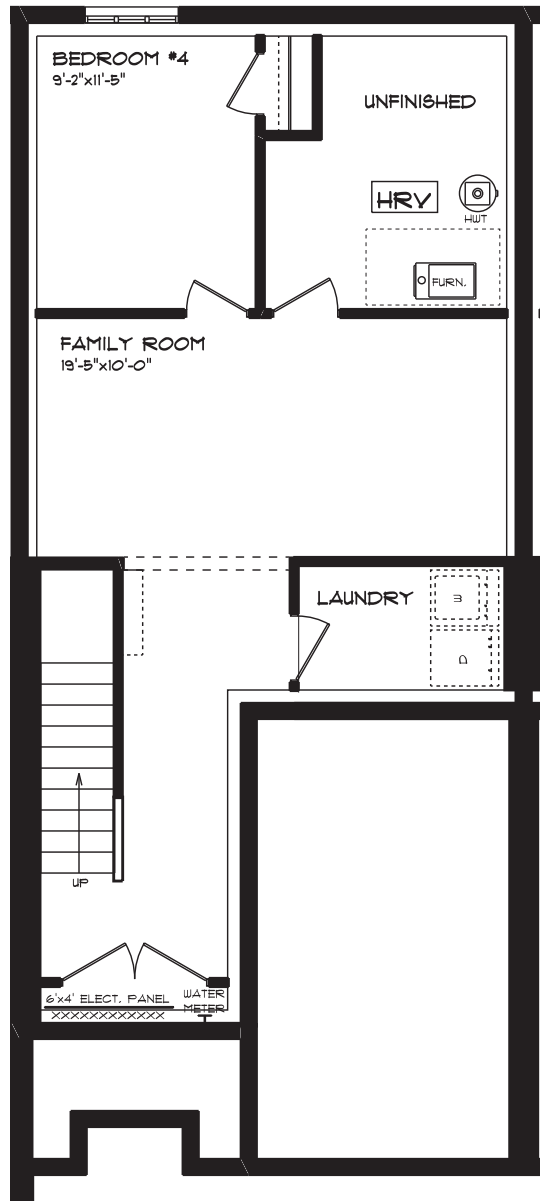 BEDROOM #4
9'-2"x11'-5"
UNFINISHED
HRV
HWT
FURN.
FAMILY ROOM
19'-5"x10'-0"
LAUNDRY
W
D
UP
6'x4' ELECT. PANEL
WATER
METER
XXXXXXXXXXXXX